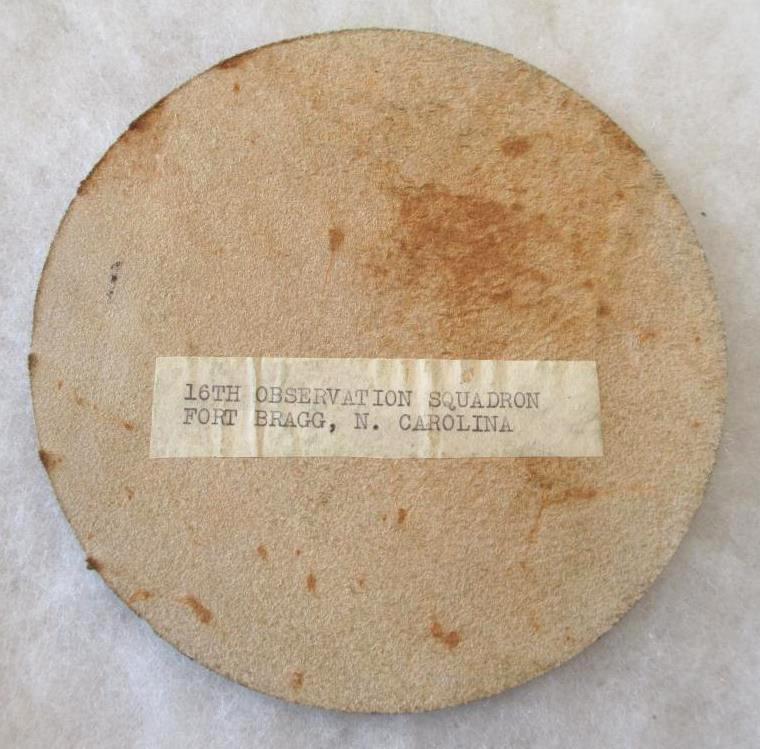 16TH OBSERVATION SQUADRON
FORT BRAGG, N. CAROLINA